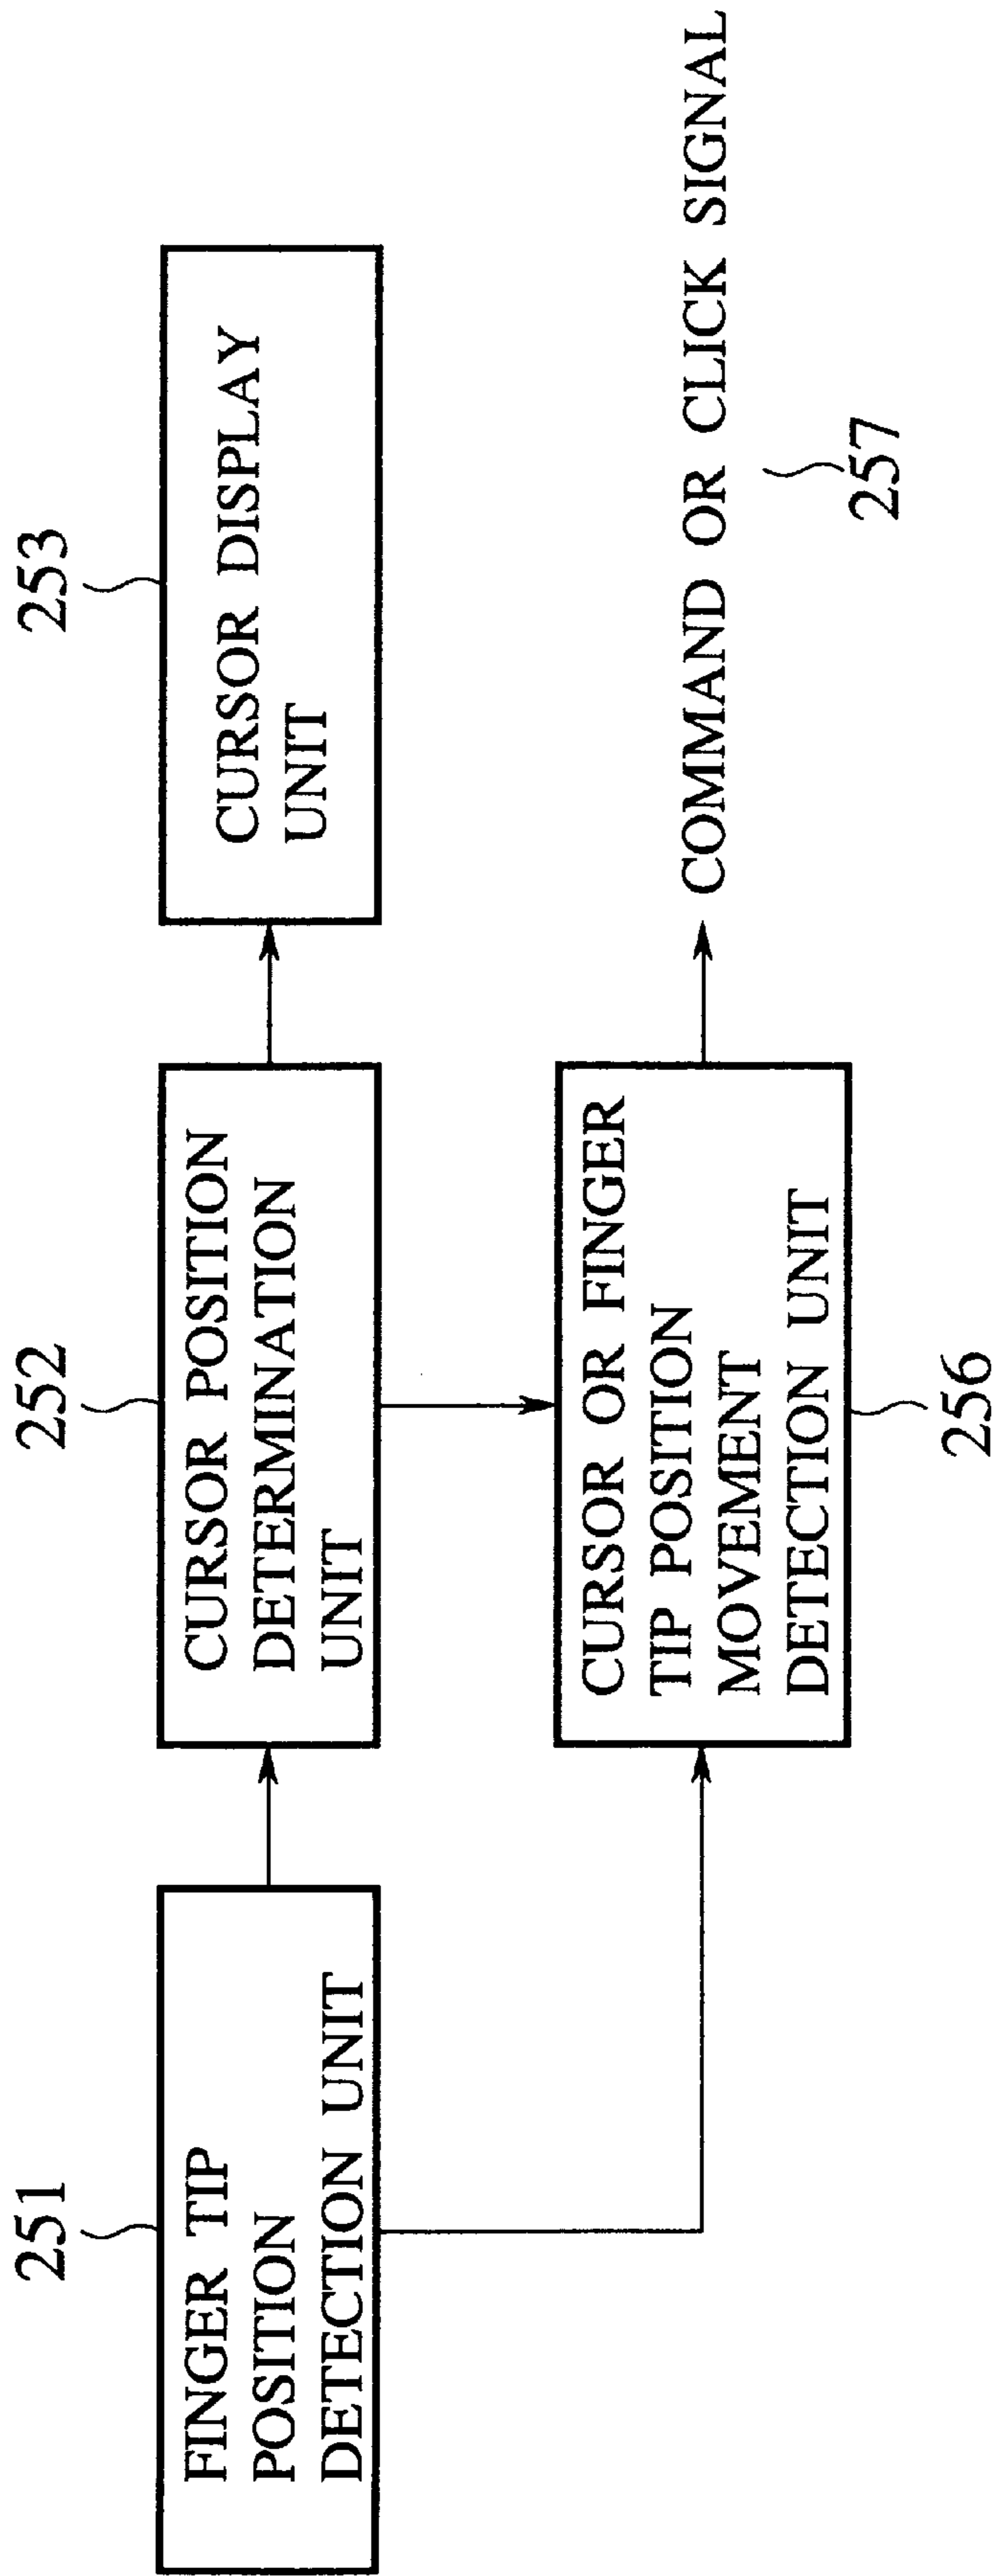 251
FINGER TIP
POSITION
DETECTION UNIT
252
CURSOR POSITION
DETERMINATION
UNIT
253
CURSOR DISPLAY
UNIT
CURSOR OR FINGER
TIP POSITION
MOVEMENT
DETECTION UNIT
256
COMMAND OR CLICK SIGNAL
257